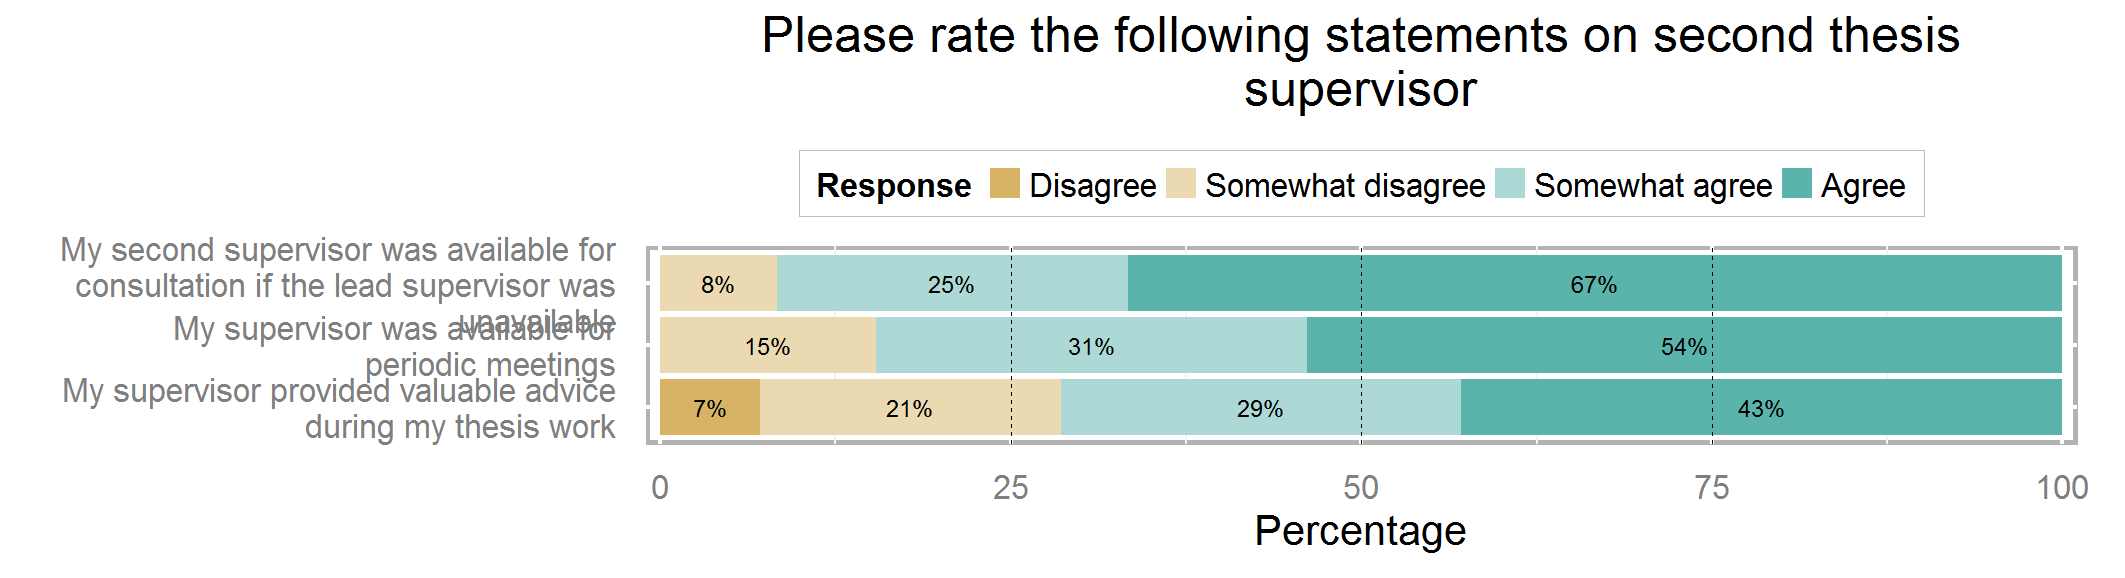 Please rate the following statements on second thesis
supervisor
Response Disagree Somewhat disagree Somewhat agree Agree
My second supervisor was available for
consultation if the lead supervisor was
unavailable
8% 25% 67%
My supervisor was available for
periodic meetings
15% 31% 54%
My supervisor provided valuable advice
during my thesis work
7% 21% 29% 43%
0 25 50 75 100
Percentage